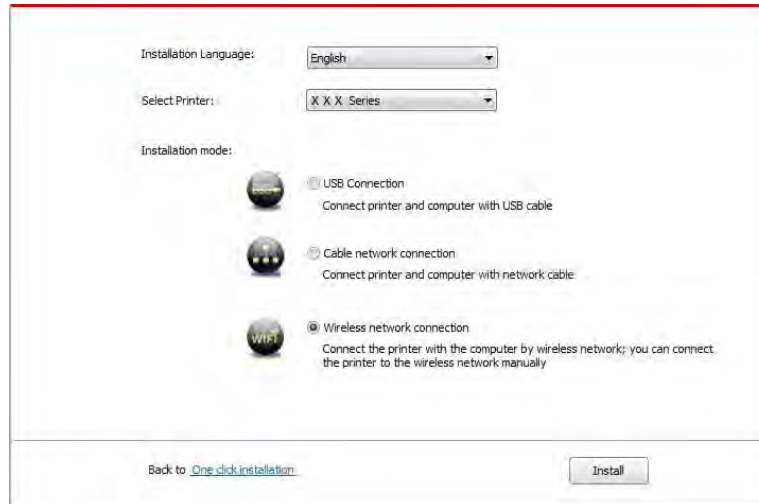 Installation Language:
English
Select Printer:
X X X Series
Installation mode:
USB Connection
Connect printer and computer with USB cable
Cable network connection
Connect printer and computer with network cable
WIFI
Wireless network connection
Connect the printer with the computer by wireless network; you can connect
the printer to the wireless network manually
Back to One click installation
Install